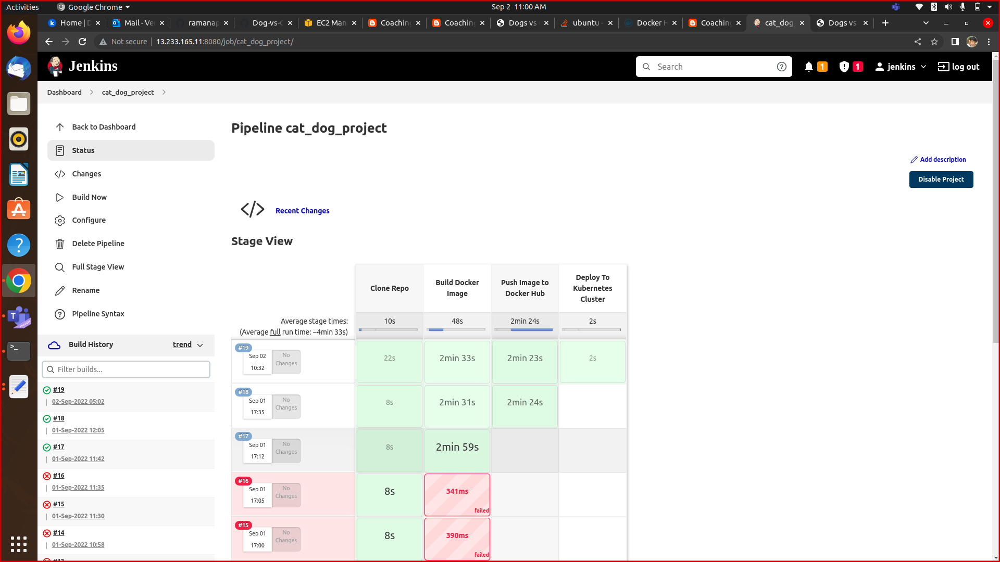 Activities
Google Chrome
Sep 2 11:00 AM
Home | D
Mail - Ve
ramanap
Dog-vs-C
EC2 Man
Coaching
Coaching
Dogs vs
ubuntu -
Docker H
Coaching
cat_dog_
Dogs vs
Not secure
13.233.165.11:8080/job/cat_dog_project/
Jenkins
Search
1
1
jenkins
log out
Dashboard
cat_dog_project
Back to Dashboard
Status
Changes
Build Now
Configure
Delete Pipeline
Full Stage View
Rename
Pipeline Syntax
Build History
trend
Filter builds...
#19
02-Sep-2022 05:02
#18
01-Sep-2022 12:05
#17
01-Sep-2022 11:42
#16
01-Sep-2022 11:35
#15
01-Sep-2022 11:30
#14
01-Sep-2022 10:58
Pipeline cat_dog_project
Add description
Disable Project
Recent Changes
Stage View
Clone Repo
Build Docker Image
Push Image to Docker Hub
Deploy To Kubernetes Cluster
Average stage times:
(Average full run time: ~4min 33s)
10s
48s
2min 24s
2s
#19
Sep 02
10:32
No Changes
22s
2min 33s
2min 23s
2s
#18
Sep 01
17:35
No Changes
8s
2min 31s
2min 24s
#17
Sep 01
17:12
No Changes
8s
2min 59s
#16
Sep 01
17:05
No Changes
8s
341ms
failed
#15
Sep 01
17:00
No Changes
8s
390ms
failed